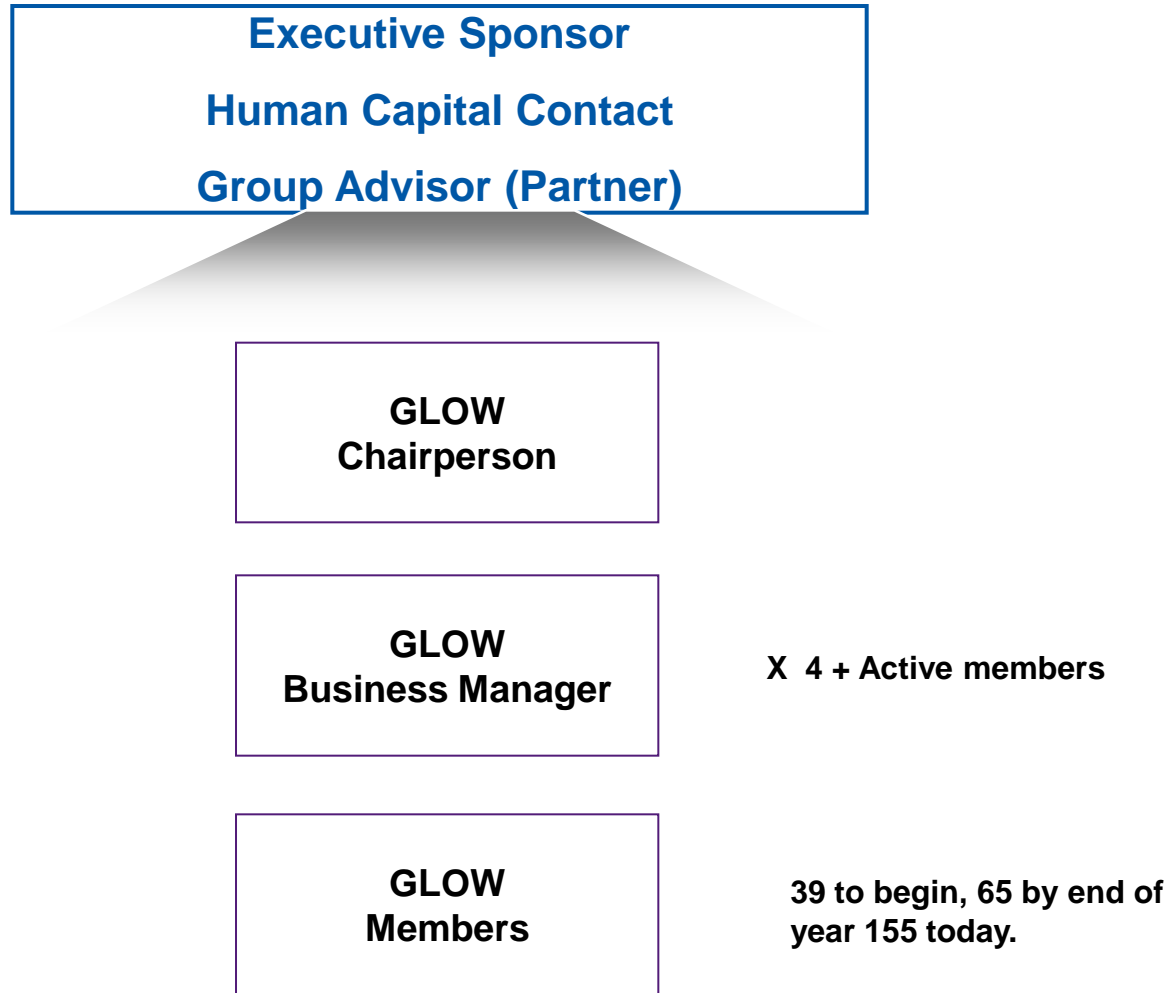 Executive Sponsor
Human Capital Contact
Group Advisor (Partner)
GLOW
Chairperson
GLOW
Business Manager
X 4 + Active members
GLOW
Members
39 to begin, 65 by end of
year 155 today.